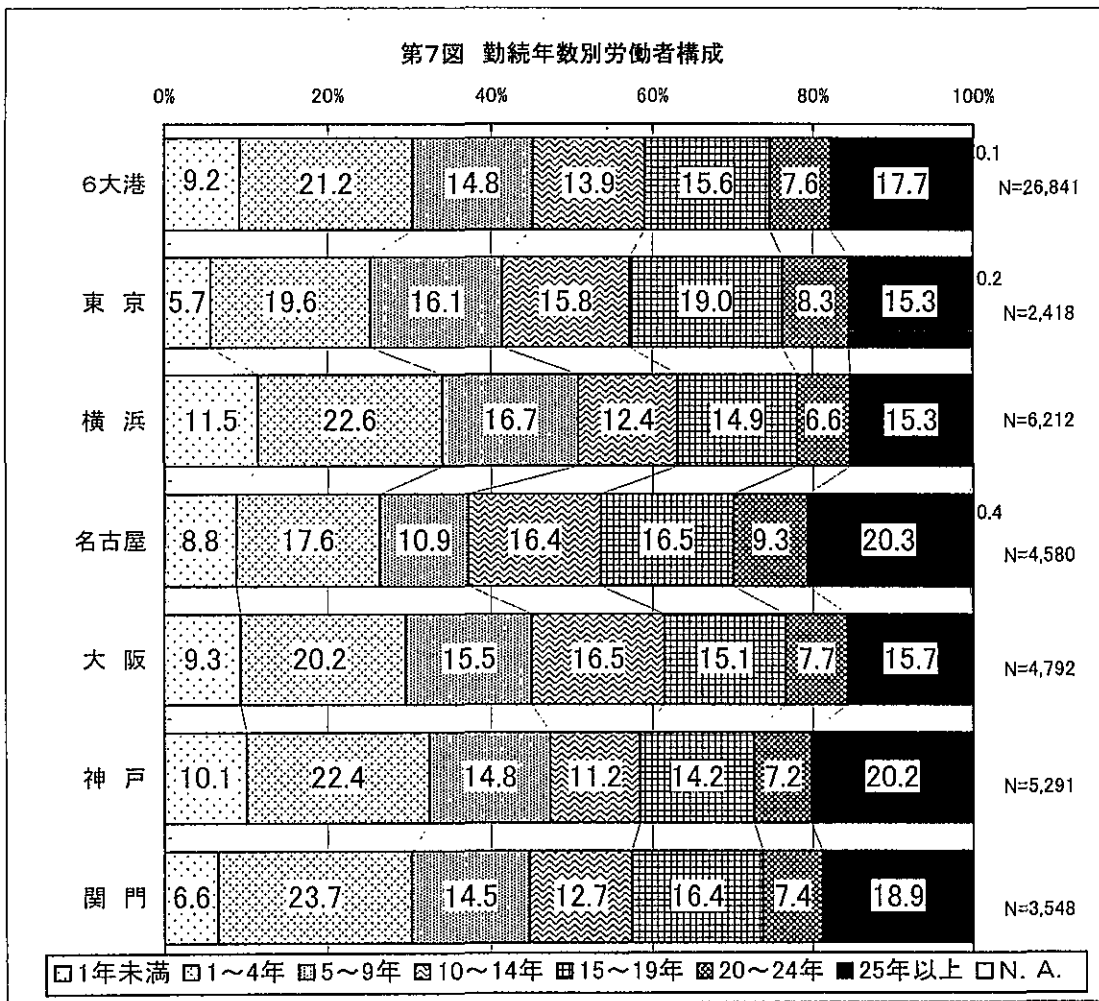 第7図 勤続年数別労働者構成
0% 20% 40% 60% 80% 100%
6大港 9.2 21.2 14.8 13.9 15.6 7.6 17.7 0.1 N=26,841
東 京 5.7 19.6 16.1 15.8 19.0 8.3 15.3 0.2 N=2,418
横 浜 11.5 22.6 16.7 12.4 14.9 6.6 15.3 N=6,212
名古屋 8.8 17.6 10.9 16.4 16.5 9.3 20.3 0.4 N=4,580
大 阪 9.3 20.2 15.5 16.5 15.1 7.7 15.7 N=4,792
神 戸 10.1 22.4 14.8 11.2 14.2 7.2 20.2 N=5,291
関 門 6.6 23.7 14.5 12.7 16.4 7.4 18.9 N=3,548
1年未満 1～4年 5～9年 10～14年 15～19年 20～24年 25年以上 N. A.